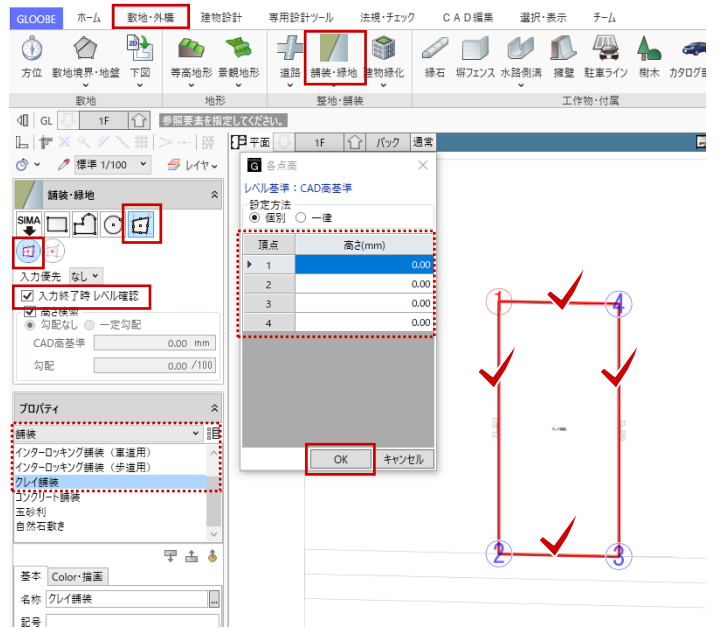 GLOOBE ホーム 敷地・外構 建物設計 専用設計ツール 法規・チェック CAD編集 選択・表示 チーム
方位 敷地境界・地盤 下図 等高地形 景観地形 道路 舗装・緑地 建物緑化 縁石 塀フェンス 水路側溝 擁壁 駐車ライン 樹木 カタログ部
敷地 地形 整地・舗装 工作物・付属
GL 1F 参照要素を指定してください。
平面 1F バック 通常
標準 1/100 レイヤ
舗装・緑地
SIMA
入力優先 なし
入力終了時レベル確認
高さ検索
勾配なし 一定勾配
CAD高基準 0.00 mm
勾配 0.00 /100
プロパティ
舗装
インターロッキング舗装（車道用）
インターロッキング舗装（歩道用）
クレイ舗装
コンクリート舗装
玉砂利
自然石敷き
基本 Color・描画
名称 クレイ舗装 ...
記号
G 各点高
レベル基準：CAD高基準
設定方法
個別 一律
頂点 高さ(mm)
1 0.00
2 0.00
3 0.00
4 0.00
OK キャンセル
1 4
2 3